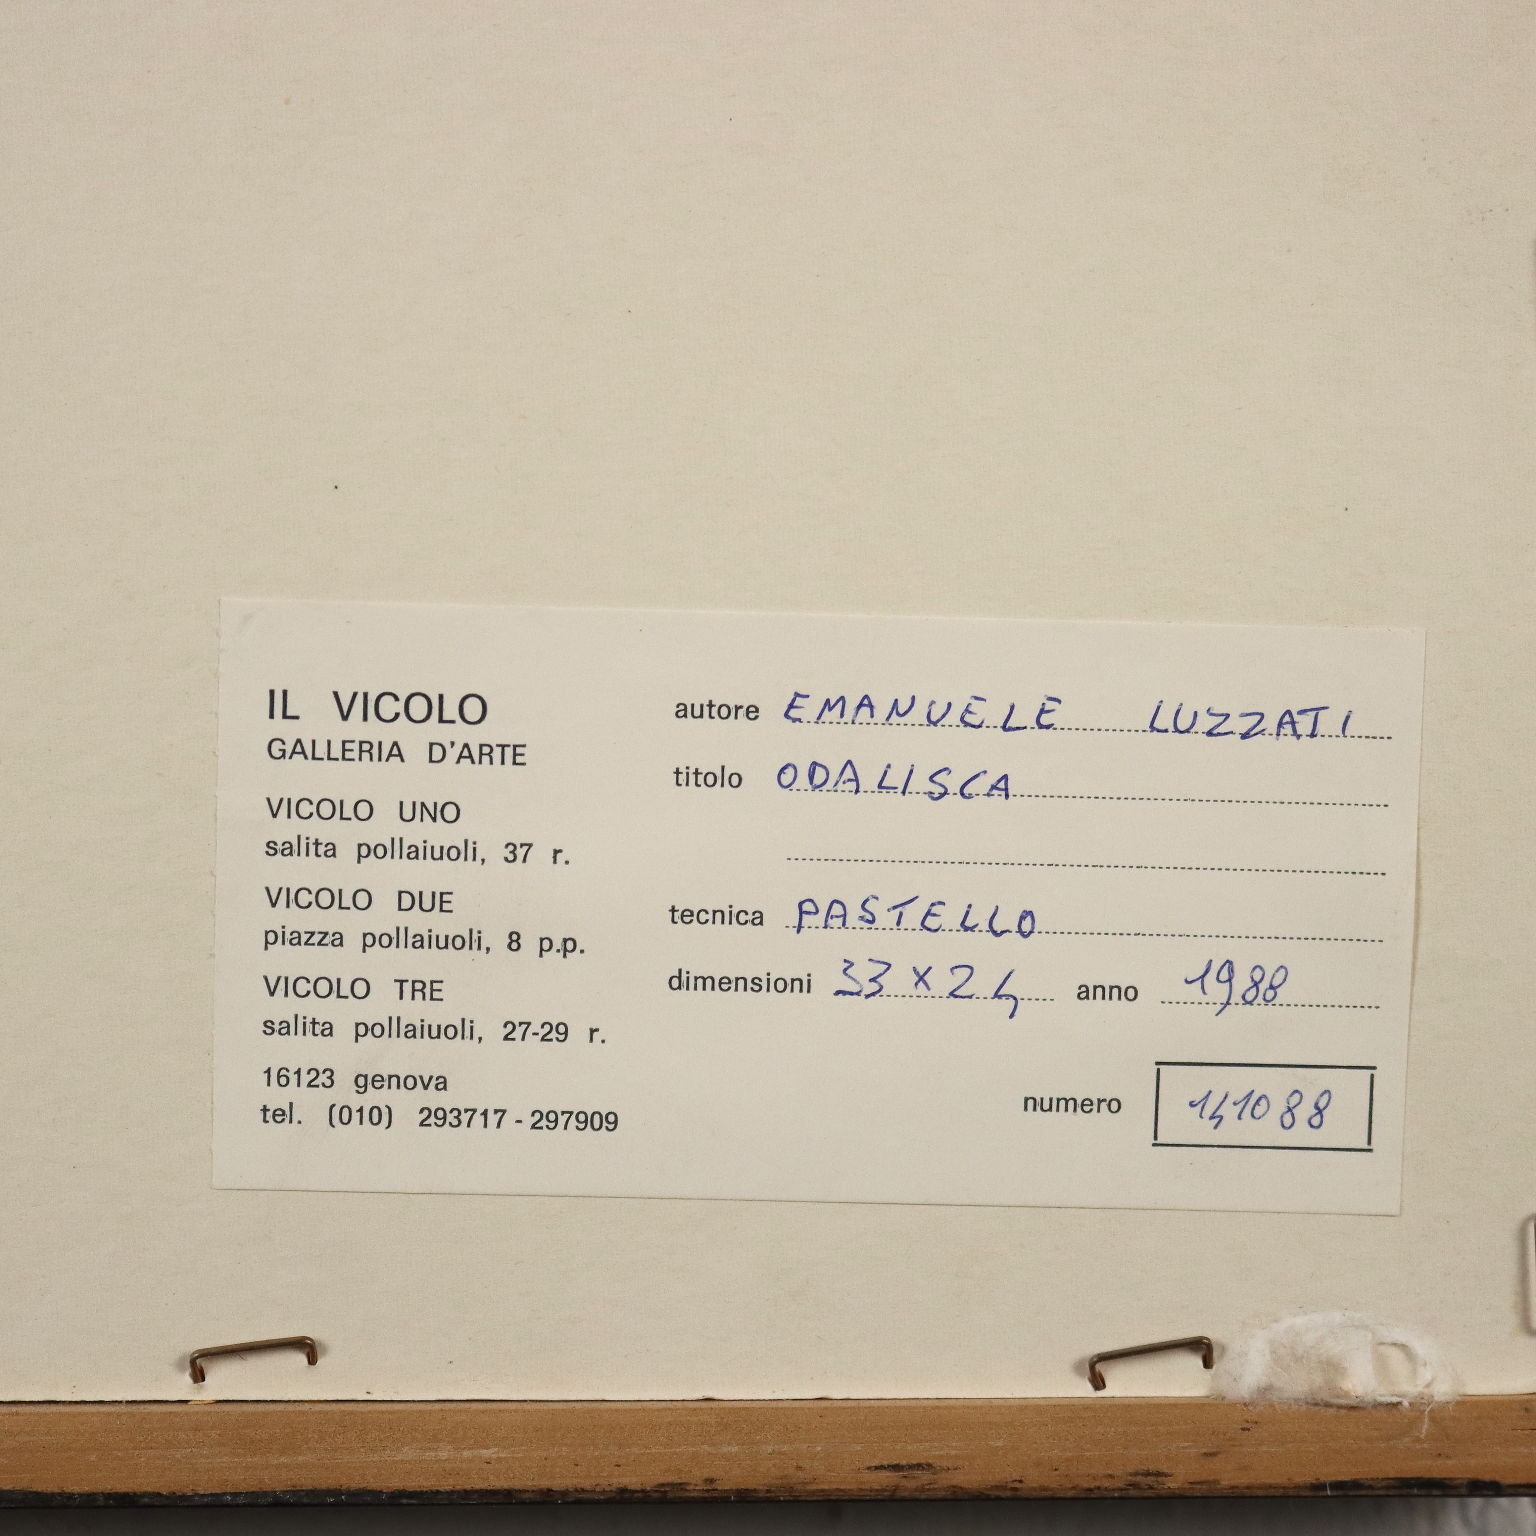 IL VICOLO
GALLERIA D'ARTE
VICOLO UNO
salita pollaiuoli, 37 r.
VICOLO DUE
piazza pollaiuoli, 8 p.p.
VICOLO TRE
salita pollaiuoli, 27-29 r.
16123 genova
tel. (010) 293717 - 297909
autore EMANUELE LUZZATI
titolo ODALISCA
tecnica PASTELLO
dimensioni 33 x 24 anno 1988
numero 141088